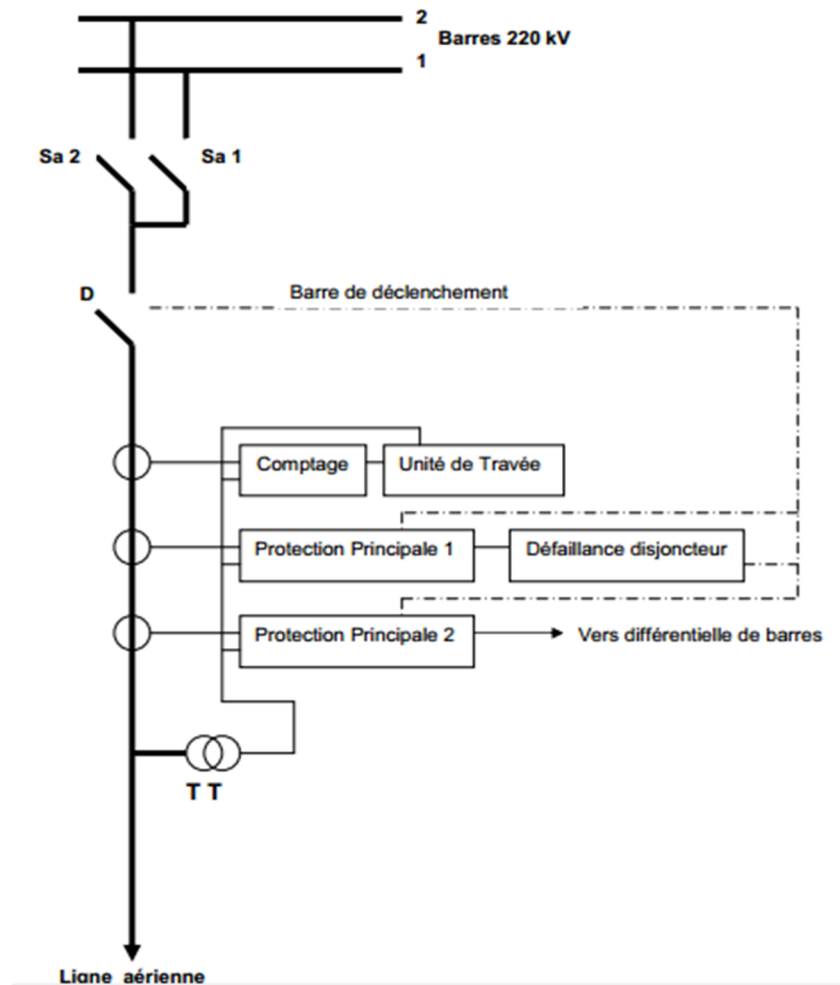 2
Barres 220 kV
1
Sa 2
Sa 1
D
Barre de déclenchement
Comptage
Unité de Travée
Protection Principale 1
Défaillance disjoncteur
Protection Principale 2
Vers différentielle de barres
T T
Ligne aérienne